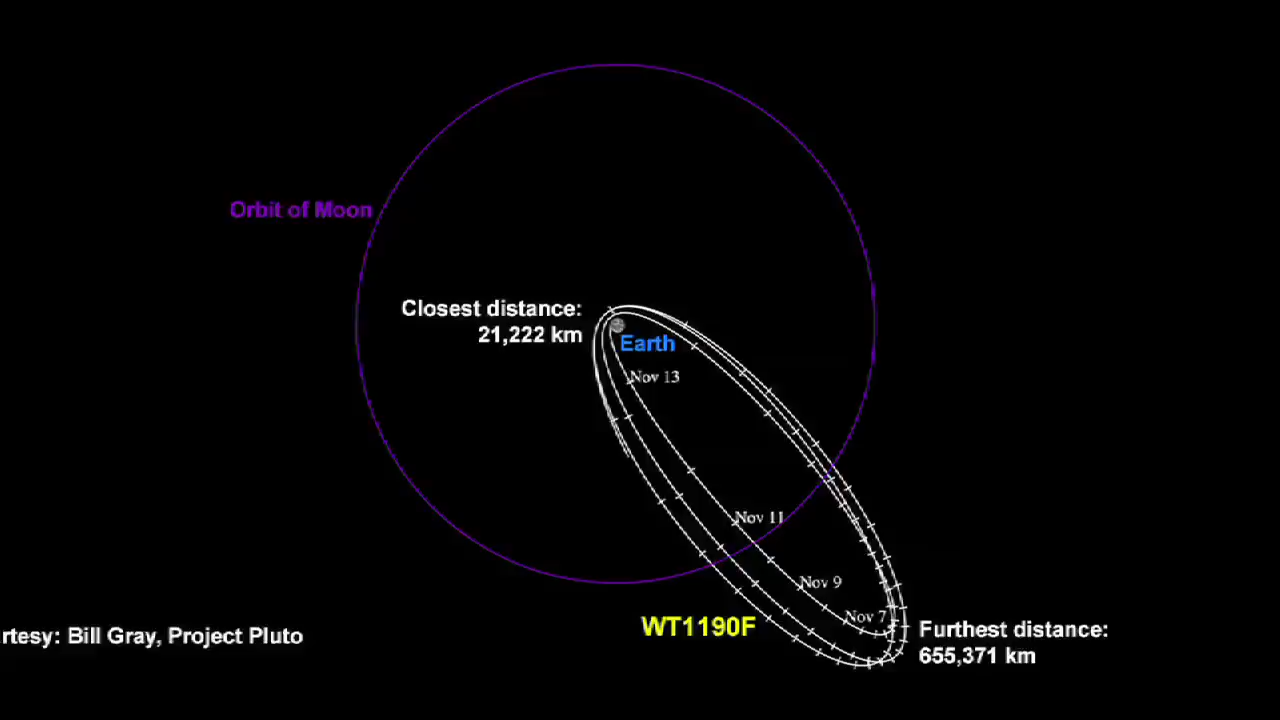 Orbit of Moon
Closest distance:
21,222 km
Earth
Nov 13
Nov 11
Nov 9
Nov 7
WT1190F
Furthest distance:
655,371 km
rtesy: Bill Gray, Project Pluto